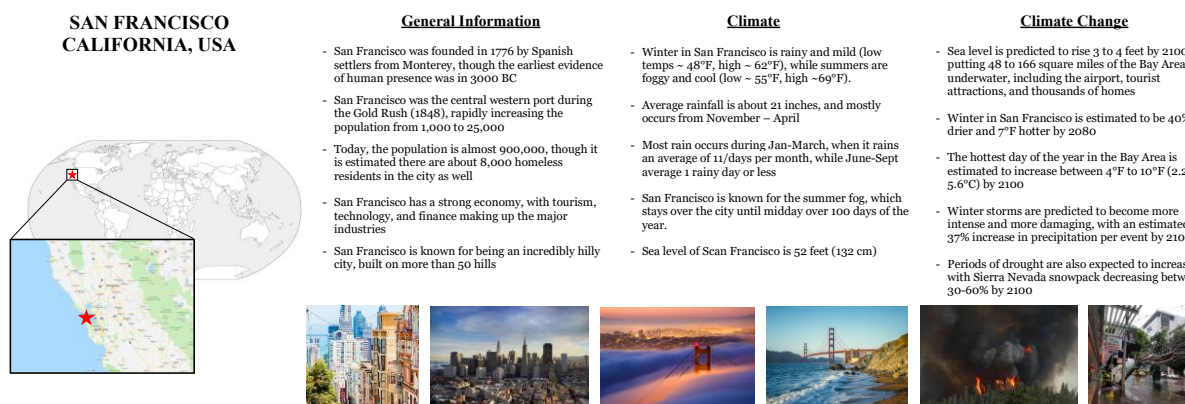 SAN FRANCISCO
CALIFORNIA, USA
General Information
- San Francisco was founded in 1776 by Spanish
settlers from Monterey, though the earliest evidence
of human presence was in 3000 BC
- San Francisco was the central western port during
the Gold Rush (1848), rapidly increasing the
population from 1,000 to 25,000
- Today, the population is almost 900,000, though it
is estimated there are about 8,000 homeless
residents in the city as well
- San Francisco has a strong economy, with tourism,
technology, and finance making up the major
industries
- San Francisco is known for being an incredibly hilly
city, built on more than 50 hills
Climate
- Winter in San Francisco is rainy and mild (low
temps ~ 48°F, high ~ 62°F), while summers are
foggy and cool (low ~ 55°F, high ~69°F).
- Average rainfall is about 21 inches, and mostly
occurs from November – April
- Most rain occurs during Jan-March, when it rains
an average of 11/days per month, while June-Sept
average 1 rainy day or less
- San Francisco is known for the summer fog, which
stays over the city until midday over 100 days of the
year.
- Sea level of Scan Francisco is 52 feet (132 cm)
Climate Change
- Sea level is predicted to rise 3 to 4 feet by 2100
putting 48 to 166 square miles of the Bay Area
underwater, including the airport, tourist
attractions, and thousands of homes
- Winter in San Francisco is estimated to be 40%
drier and 7°F hotter by 2080
- The hottest day of the year in the Bay Area is
estimated to increase between 4°F to 10°F (2.2
5.6°C) by 2100
- Winter storms are predicted to become more
intense and more damaging, with an estimated
37% increase in precipitation per event by 210
- Periods of drought are also expected to increas
with Sierra Nevada snowpack decreasing betw
30-60% by 2100